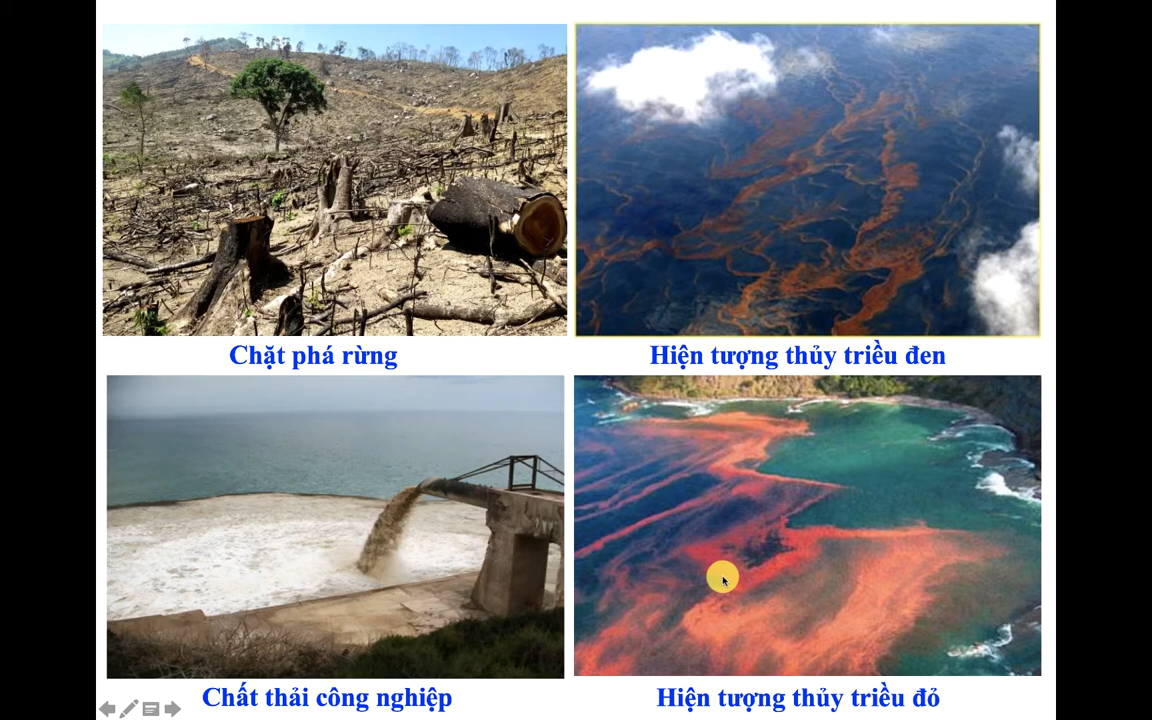 Chặt phá rừng
Hiện tượng thủy triều đen
Chất thải công nghiệp
Hiện tượng thủy triều đỏ